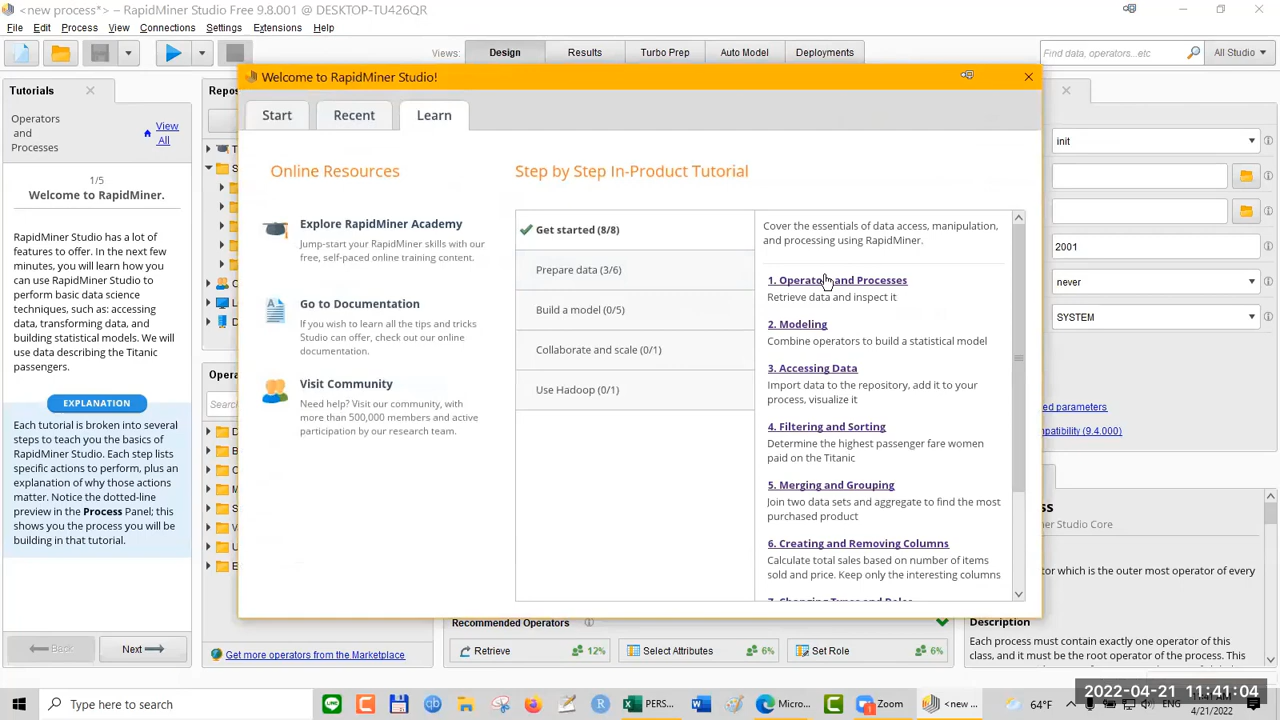 <new process*> – RapidMiner Studio Free 9.8.001 @ DESKTOP-TU426QR
File Edit Process View Connections Settings Extensions Help
Views: Design Results Turbo Prep Auto Model Deployments
Find data, operators...etc
All Studio
Tutorials
Repos
Welcome to RapidMiner Studio!
Start Recent Learn
Operators
and
Processes
View
All
1/5
Welcome to RapidMiner.
RapidMiner Studio has a lot of
features to offer. In the next few
minutes, you will learn how you
can use RapidMiner Studio to
perform basic data science
techniques, such as: accessing
data, transforming data, and
building statistical models. We will
use data describing the Titanic
passengers.
EXPLANATION
Each tutorial is broken into several
steps to teach you the basics of
RapidMiner Studio. Each step lists
specific actions to perform, plus an
explanation of why those actions
matter. Notice the dotted-line
preview in the Process Panel; this
shows you the process you will be
building in that tutorial.
Back
Next
Opera
Searc
Get more operators from the Marketplace
Online Resources
Explore RapidMiner Academy
Jump-start your RapidMiner skills with our
free, self-paced online training content.
Go to Documentation
If you wish to learn all the tips and tricks
Studio can offer, check out our online
documentation.
Visit Community
Need help? Visit our community, with
more than 500,000 members and active
participation by our research team.
Step by Step In-Product Tutorial
Get started (8/8)
Prepare data (3/6)
Build a model (0/5)
Collaborate and scale (0/1)
Use Hadoop (0/1)
Cover the essentials of data access, manipulation,
and processing using RapidMiner.
1. Operators and Processes
Retrieve data and inspect it
2. Modeling
Combine operators to build a statistical model
3. Accessing Data
Import data to the repository, add it to your
process, visualize it
4. Filtering and Sorting
Determine the highest passenger fare women
paid on the Titanic
5. Merging and Grouping
Join two data sets and aggregate to find the most
purchased product
6. Creating and Removing Columns
Calculate total sales based on number of items
sold and price. Keep only the interesting columns
7. Changing Types and Roles
init
2001
never
SYSTEM
ed parameters
mpatibility (9.4.000)
ss
iner Studio Core
tor which is the outer most operator of every
Description
Each process must contain exactly one operator of this
class, and it must be the root operator of the process. This
Recommended Operators
Retrieve 12%
Select Attributes 6%
Set Role 6%
Type here to search
PERS...
Micro...
Zoom
<new ...
64°F
4/21/2022
2022-04-21 11:41:04